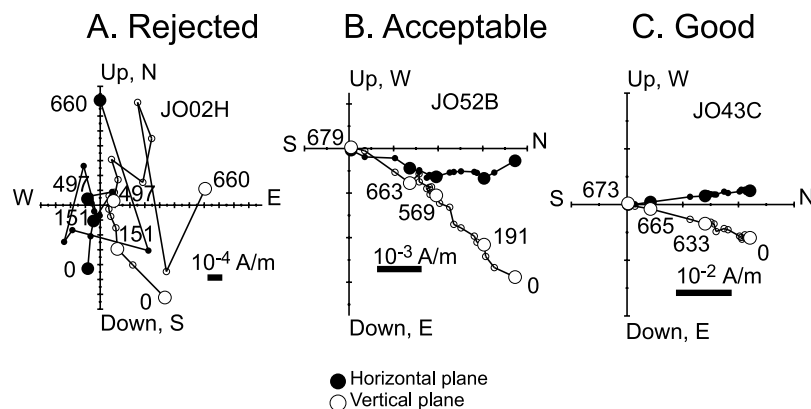 A. Rejected
B. Acceptable
C. Good
Up, N
660
JO02H
497
497
660
W
E
151
151
0
0
10-4 A/m
Down, S
Up, W
JO52B
S
679
N
663
569
191
0
10-3 A/m
Down, E
Up, W
JO43C
S
673
N
665
633
0
10-2 A/m
Down, E
Horizontal plane
Vertical plane